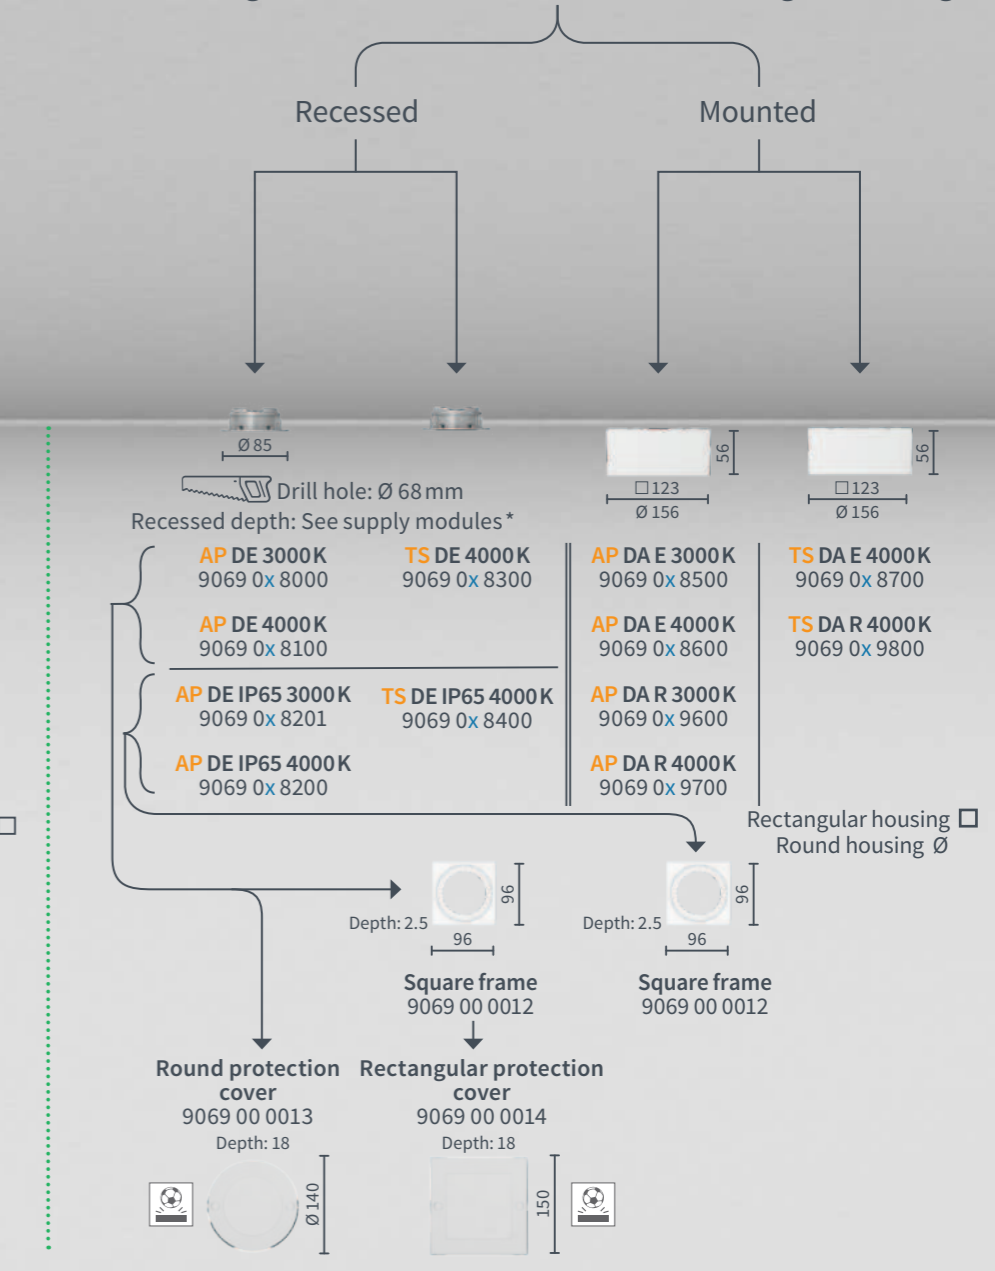 Recessed
Mounted
Ø 85
56
56
□ 123
Ø 156
□ 123
Ø 156
Drill hole: Ø 68 mm
Recessed depth: See supply modules*
AP DE 3000 K
9069 0x 8000
TS DE 4000 K
9069 0x 8300
AP DA E 3000 K
9069 0x 8500
TS DA E 4000 K
9069 0x 8700
AP DE 4000 K
9069 0x 8100
AP DA E 4000 K
9069 0x 8600
TS DA R 4000 K
9069 0x 9800
AP DE IP65 3000 K
9069 0x 8201
TS DE IP65 4000 K
9069 0x 8400
AP DA R 3000 K
9069 0x 9600
AP DE IP65 4000 K
9069 0x 8200
AP DA R 4000 K
9069 0x 9700
Rectangular housing □
Round housing Ø
96
96
Depth: 2.5
Depth: 2.5
96
96
Square frame
9069 00 0012
Square frame
9069 00 0012
Round protection
cover
9069 00 0013
Depth: 18
Rectangular protection
cover
9069 00 0014
Depth: 18
Ø 140
150